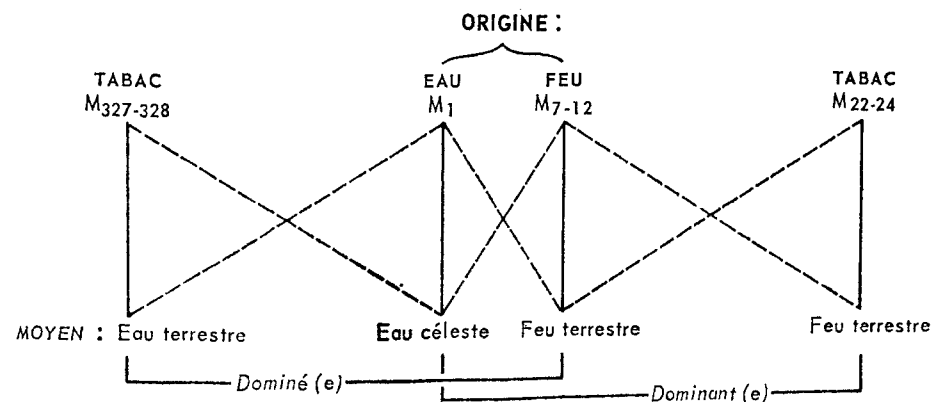 ORIGINE :
TABAC EAU FEU TABAC
M327-328 M1 M7-12 M22-24
MOYEN : Eau terrestre Eau céleste Feu terrestre Feu terrestre
Dominé (e)
Dominant (e)